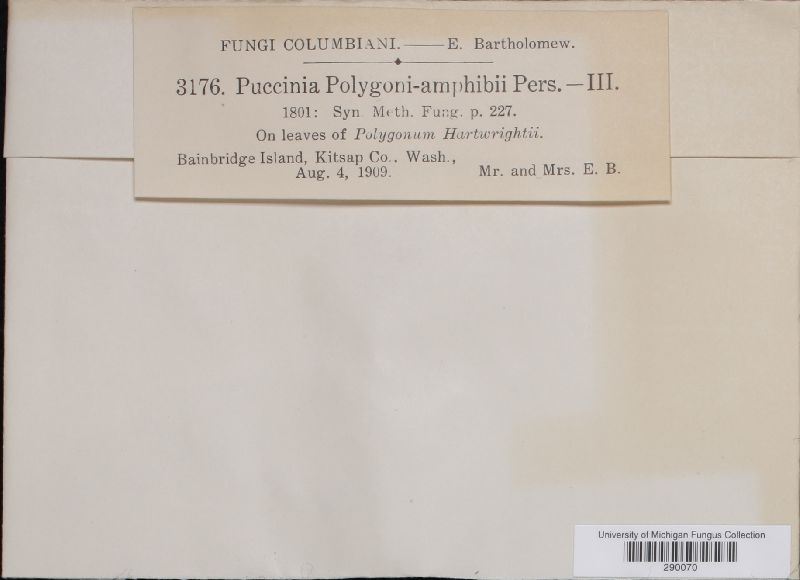 FUNGI COLUMBIANI.——E. Bartholomew.
3176. Puccinia Polygoni-amphibii Pers.—III.
1801: Syn. Meth. Fung. p. 227.
On leaves of Polygonum Hartwrightii.
Bainbridge Island, Kitsap Co., Wash.,
Aug. 4, 1909. Mr. and Mrs. E. B.
University of Michigan Fungus Collection
290070